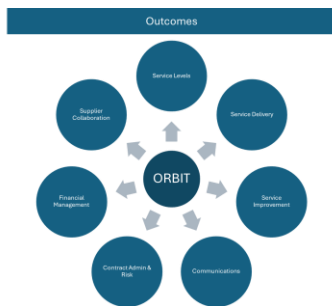 Outcomes
Service Levels
Supplier
Collaboration
Service Delivery
ORBIT
Financial
Management
Service
Improvement
Contract Admin &
Risk
Communications